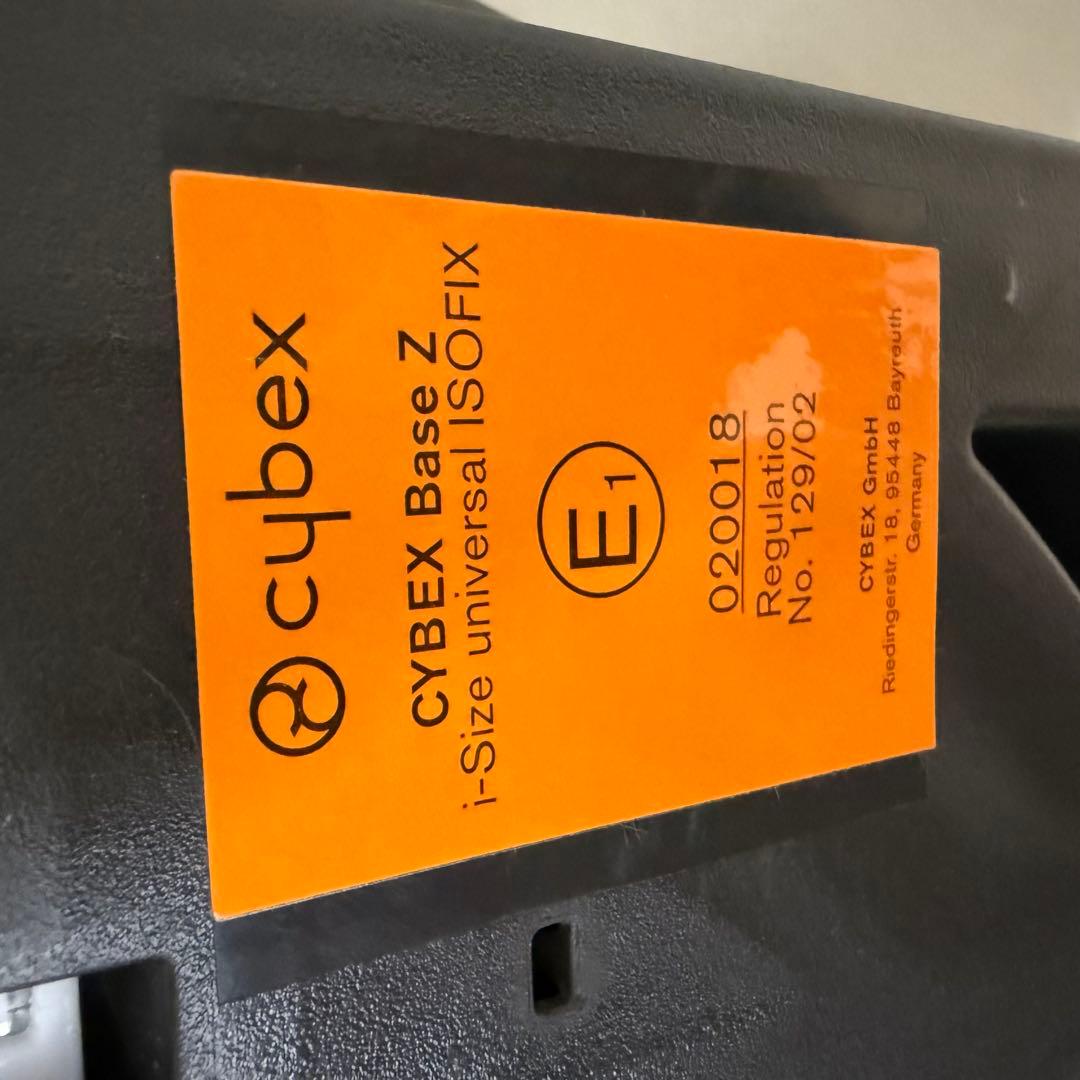 cybex
CYBEX Base Z
i-Size universal ISOFIX
E1
020018
Regulation
No. 129/02
CYBEX GmbH
Riedingerstr. 18, 95448 Bayreuth
Germany